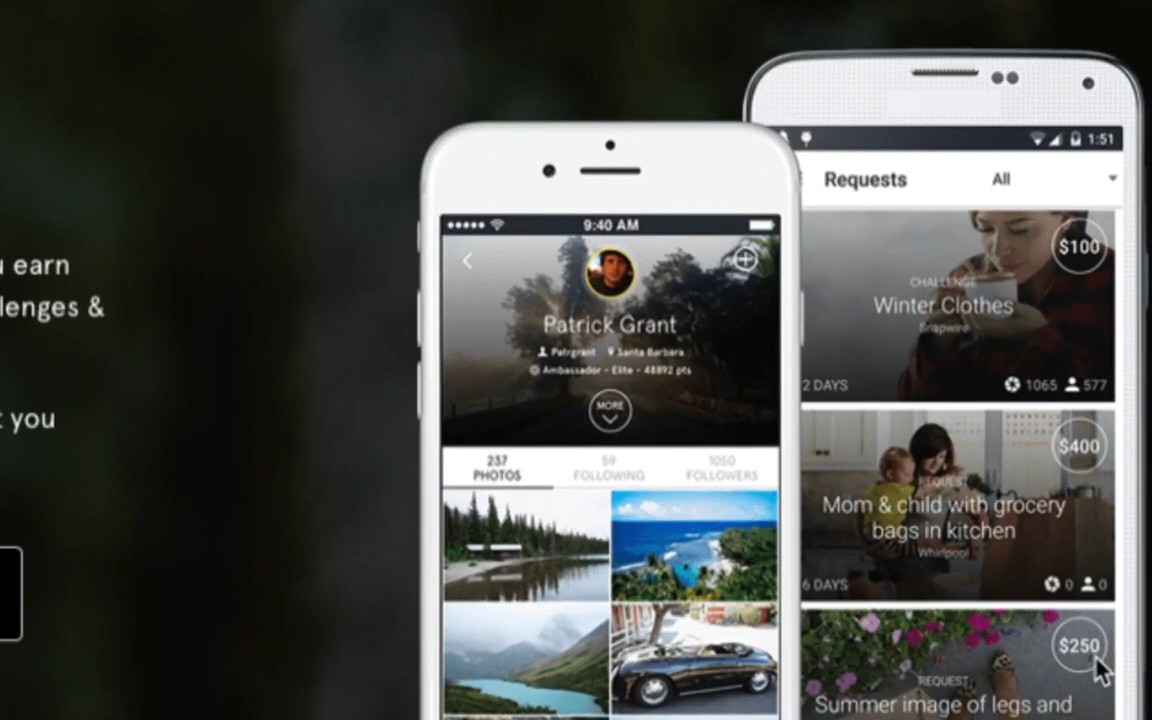 u earn
lenges &
t you
9:40 AM
Patrick Grant
Patrgrant Santa Barbara
Ambassador - Elite - 48892 pts
MORE
237
PHOTOS
59
FOLLOWING
1050
FOLLOWERS
1:51
Requests All
$100
CHALLENGE
Winter Clothes
Snapwire
2 DAYS 1065 577
$400
REQUEST
Mom & child with grocery
bags in kitchen
Whirlpool
6 DAYS 0 0
$250
REQUEST
Summer image of legs and